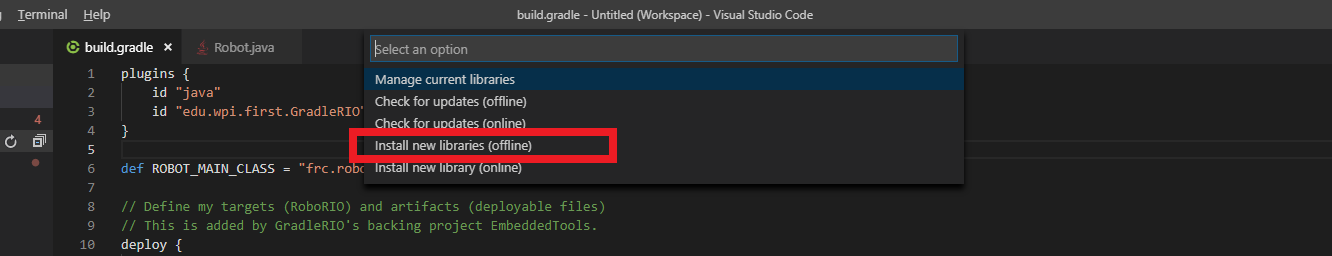 Terminal Help build.gradle - Untitled (Workspace) - Visual Studio Code
build.gradle × Robot.java
Select an option
Manage current libraries
Check for updates (offline)
Check for updates (online)
Install new libraries (offline)
Install new library (online)
4
1 plugins {
2 id "java"
3 id "edu.wpi.first.GradleRIO"
4 }
5
6 def ROBOT_MAIN_CLASS = "frc.robo
7
8 // Define my targets (RoboRIO) and artifacts (deployable files)
9 // This is added by GradleRIO's backing project EmbeddedTools.
10 deploy {